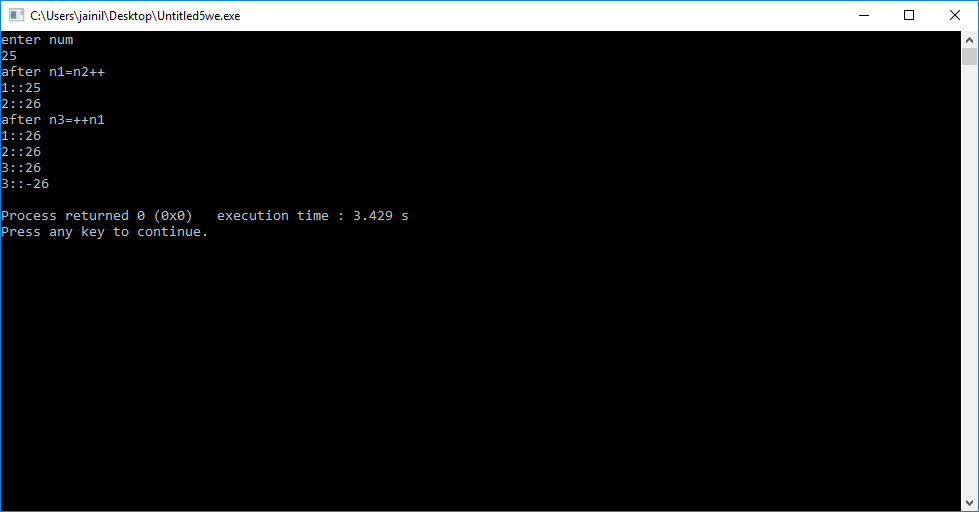 C:\Users\jainil\Desktop\Untitled5we.exe
enter num
25
after n1=n2++
1::25
2::26
after n3=++n1
1::26
2::26
3::26
3::-26
Process returned 0 (0x0)   execution time : 3.429 s
Press any key to continue.